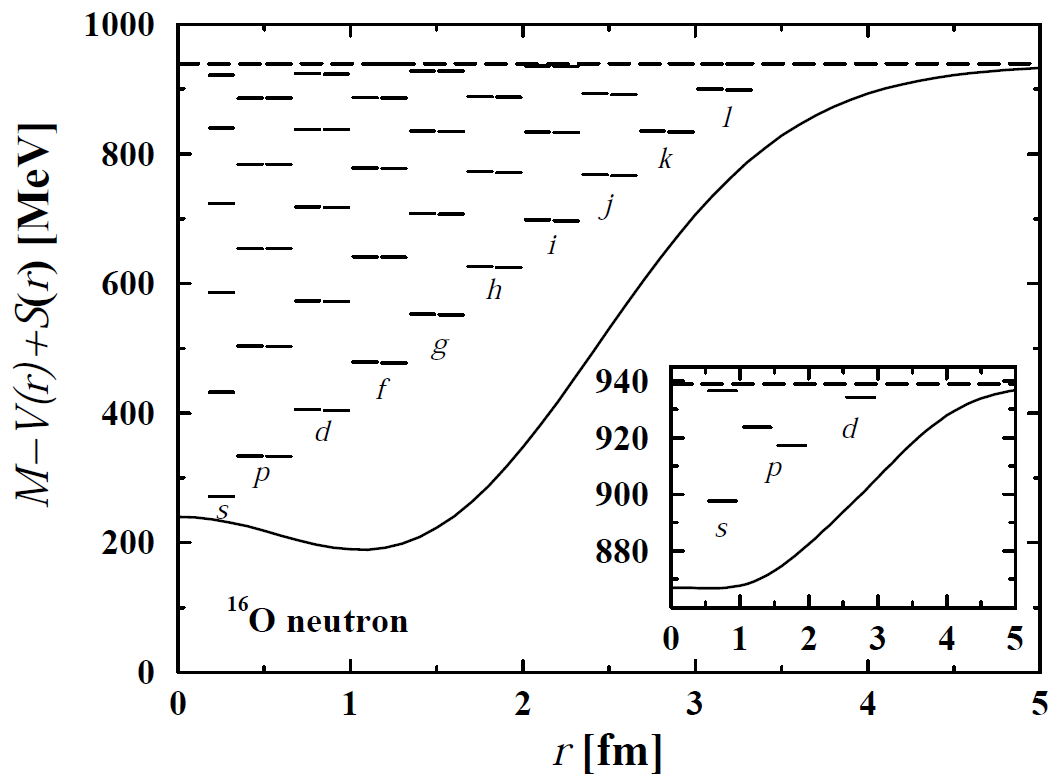 M−V(r)+S(r) [MeV]
1000
800
600
400
200
0
s
p
d
f
g
h
i
j
k
l
¹⁶O neutron
940
920
900
880
s
p
d
0 1 2 3 4 5
0 1 2 3 4 5
r [fm]